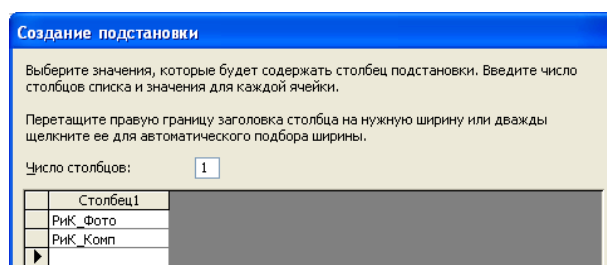 Создание подстановки
Выберите значения, которые будет содержать столбец подстановки. Введите число
столбцов списка и значения для каждой ячейки.
Перетащите правую границу заголовка столбца на нужную ширину или дважды
щелкните ее для автоматического подбора ширины.
Число столбцов: 1
Столбец1
РиК_Фото
РиК_Комп